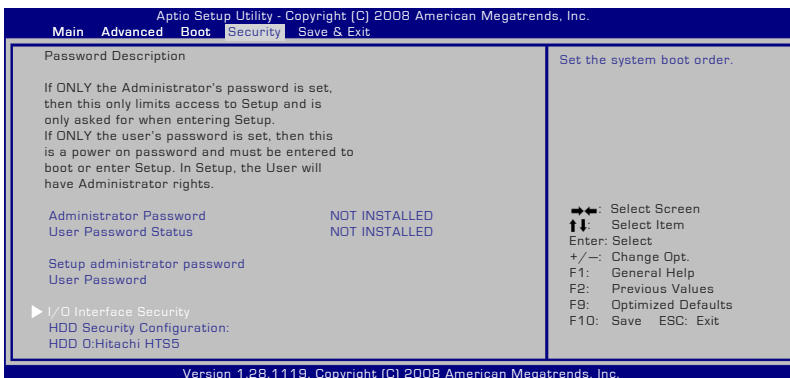 Aptio Setup Utility - Copyright (C) 2008 American Megatrends, Inc.
Main Advanced Boot Security Save & Exit
Password Description
If ONLY the Administrator's password is set,
then this only limits access to Setup and is
only asked for when entering Setup.
If ONLY the user's password is set, then this
is a power on password and must be entered to
boot or enter Setup. In Setup, the User will
have Administrator rights.
Administrator Password NOT INSTALLED
User Password Status NOT INSTALLED
Setup administrator password
User Password
I/O Interface Security
HDD Security Configuration:
HDD 0:Hitachi HTS5
Set the system boot order.
→←: Select Screen
↑↓: Select Item
Enter: Select
+/—: Change Opt.
F1: General Help
F2: Previous Values
F9: Optimized Defaults
F10: Save ESC: Exit
Version 1.28.1119. Copyright (C) 2008 American Megatrends, Inc.